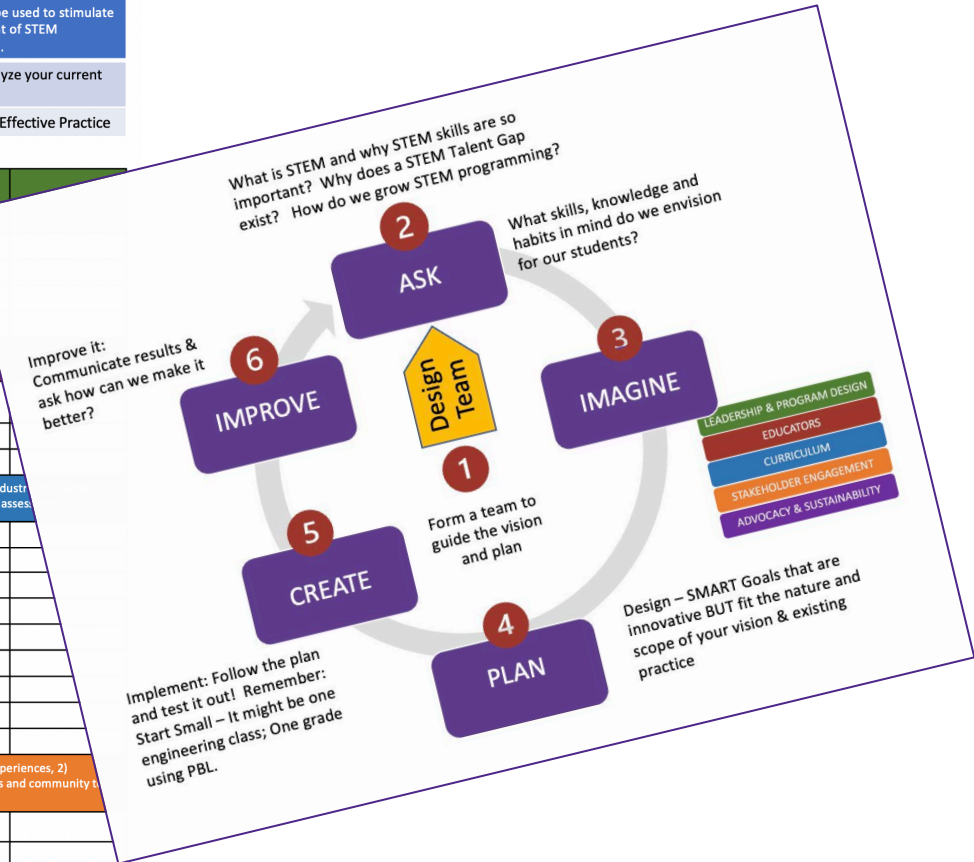 be used to stimulate
t of STEM
.
yze your current
Effective Practice
What is STEM and why STEM skills are so
important? Why does a STEM Talent Gap
exist? How do we grow STEM programming?
2
ASK
What skills, knowledge and
habits in mind do we envision
for our students?
3
IMAGINE
LEADERSHIP & PROGRAM DESIGN
EDUCATORS
CURRICULUM
STAKEHOLDER ENGAGEMENT
ADVOCACY & SUSTAINABILITY
Improve it:
Communicate results &
ask how can we make it
better?
6
IMPROVE
Design
Team
1
Form a team to
guide the vision
and plan
5
CREATE
4
PLAN
Design – SMART Goals that are
innovative BUT fit the nature and
scope of your vision & existing
practice
Implement: Follow the plan
and test it out! Remember:
Start Small – It might be one
engineering class; One grade
using PBL.
dustr
assess
periences, 2)
s and community t